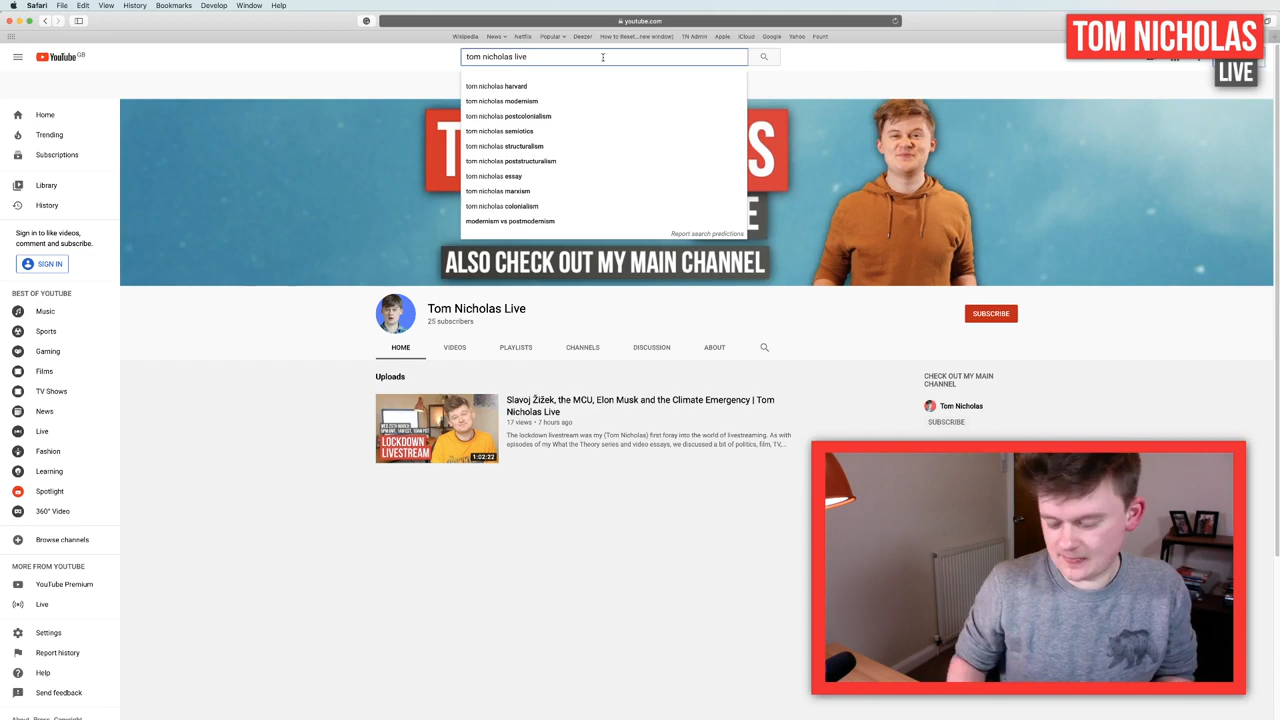 Safari File Edit View History Bookmarks Develop Window Help
youtube.com
Wikipedia News Netflix Popular Deezer How to Reset...new window) TN Admin Apple iCloud Google Yahoo Fount
TOM NICHOLAS
LIVE
YouTube GB
tom nicholas live
tom nicholas harvard
tom nicholas modernism
tom nicholas postcolonialism
tom nicholas semiotics
tom nicholas structuralism
tom nicholas poststructuralism
tom nicholas essay
tom nicholas marxism
tom nicholas colonialism
modernism vs postmodernism
Report search predictions
Home
Trending
Subscriptions
Library
History
Sign in to like videos,
comment and subscribe.
SIGN IN
BEST OF YOUTUBE
Music
Sports
Gaming
Films
TV Shows
News
Live
Fashion
Learning
Spotlight
360° Video
Browse channels
MORE FROM YOUTUBE
YouTube Premium
Live
Settings
Report history
Help
Send feedback
About Press Copyright
ALSO CHECK OUT MY MAIN CHANNEL
Tom Nicholas Live
25 subscribers
SUBSCRIBE
HOME VIDEOS PLAYLISTS CHANNELS DISCUSSION ABOUT
Uploads
LOCKDOWN
LIVESTREAM
1:02:22
Slavoj Žižek, the MCU, Elon Musk and the Climate Emergency | Tom
Nicholas Live
17 views • 7 hours ago
The lockdown livestream was my (Tom Nicholas) first foray into the world of livestreaming. As with
episodes of my What the Theory series and video essays, we discussed a bit of politics, film, TV,...
CHECK OUT MY MAIN
CHANNEL
Tom Nicholas
SUBSCRIBE